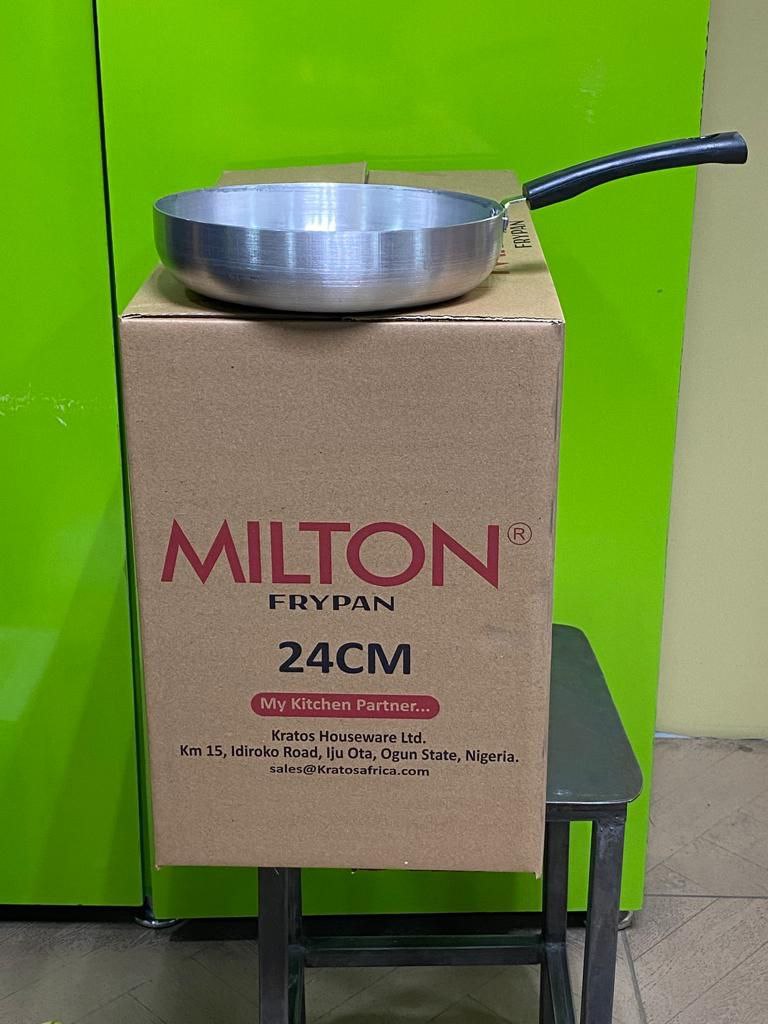 FRYPAN
MILTON®
FRYPAN
24CM
My Kitchen Partner...
Kratos Houseware Ltd.
Km 15, Idiroko Road, Iju Ota, Ogun State, Nigeria.
sales@Kratosafrica.com